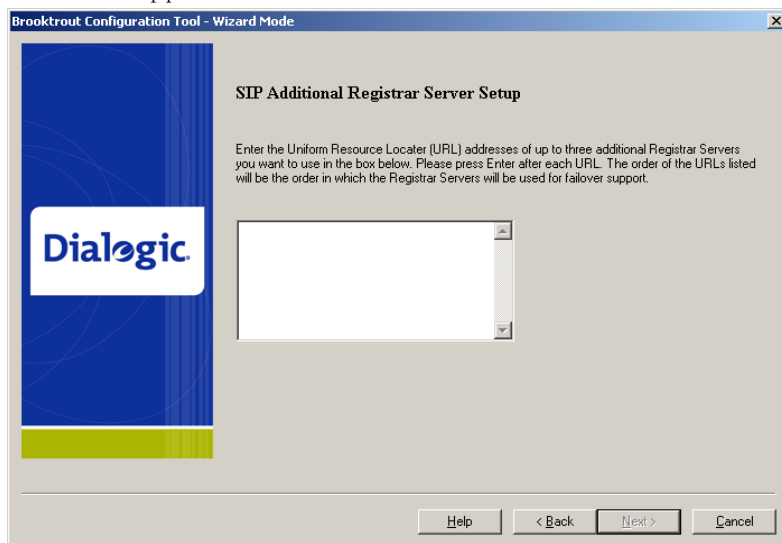 Brooktrout Configuration Tool - Wizard Mode
SIP Additional Registrar Server Setup
Enter the Uniform Resource Locater (URL) addresses of up to three additional Registrar Servers
you want to use in the box below. Please press Enter after each URL. The order of the URLs listed
will be the order in which the Registrar Servers will be used for failover support.
Dialogic.
Help
< Back
Next >
Cancel